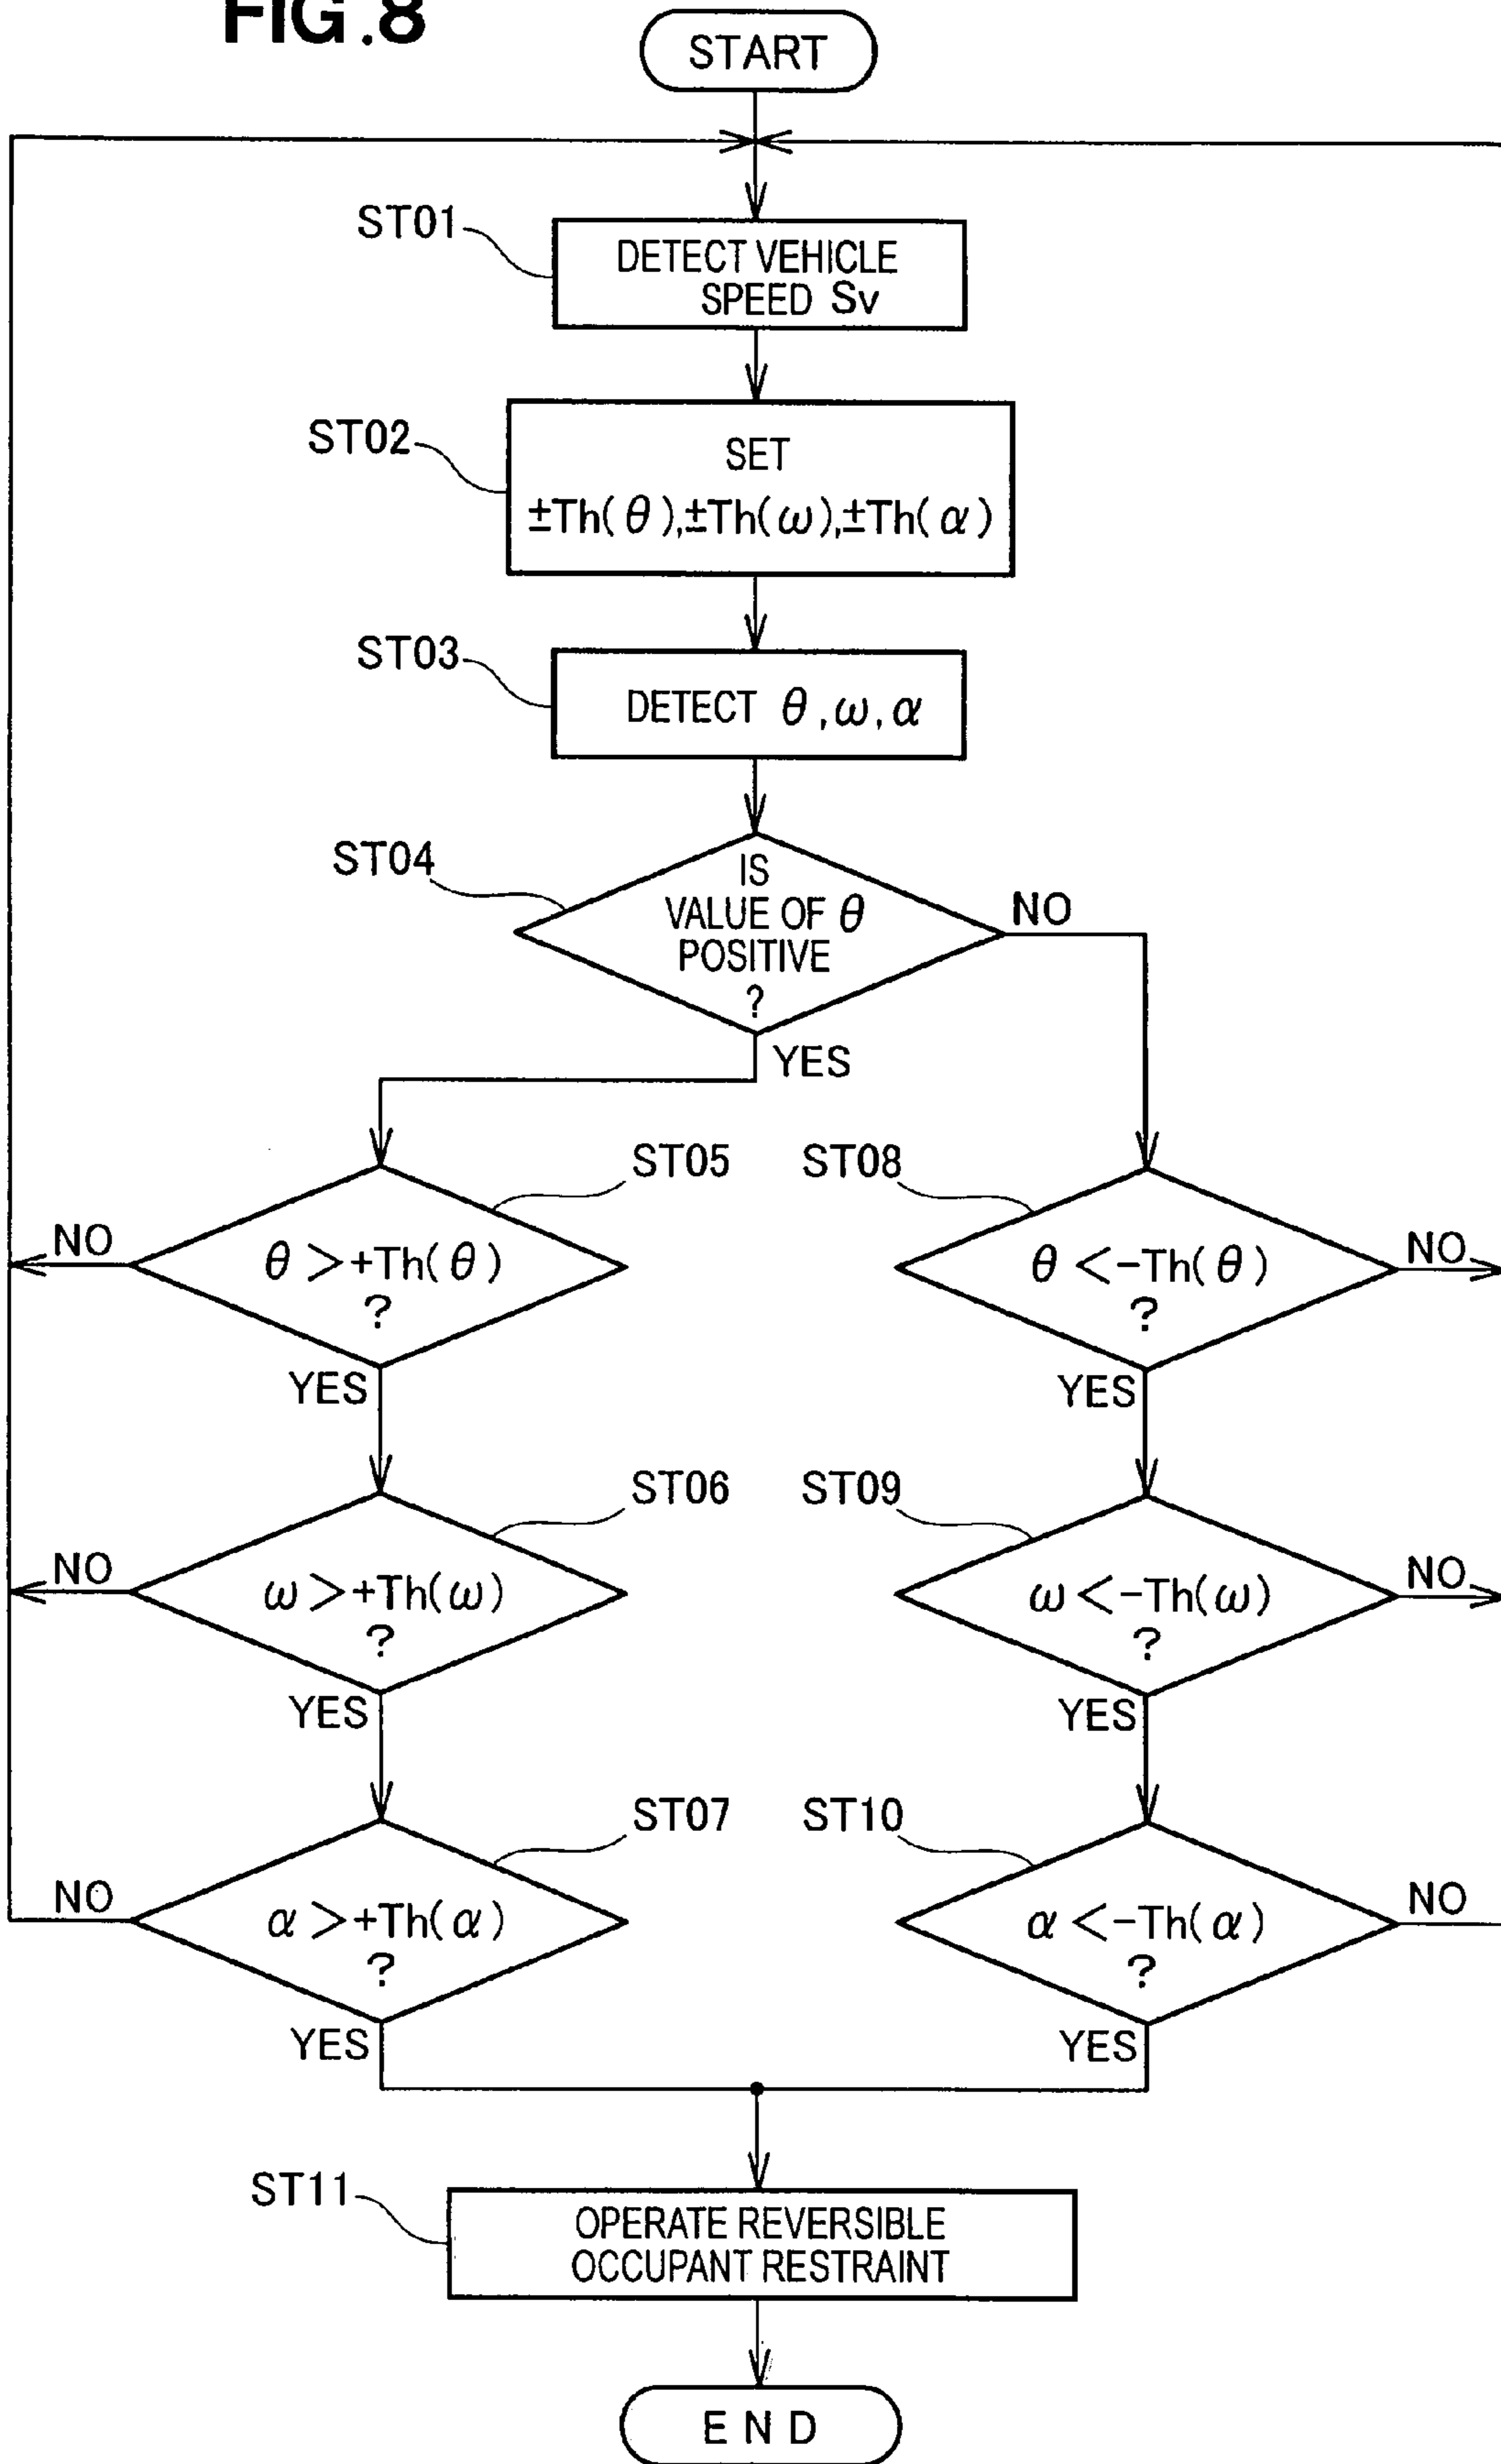 FIG.8
START
ST01
DETECT VEHICLE
SPEED Sv
ST02
SET
±Th(θ),±Th(ω),±Th(α)
ST03
DETECT θ,ω,α
ST04
IS
VALUE OF θ
POSITIVE
?
NO
YES
ST05
θ>+Th(θ)
?
NO
YES
ST06
ω>+Th(ω)
?
NO
YES
ST07
α>+Th(α)
?
NO
YES
ST08
θ<-Th(θ)
?
NO
YES
ST09
ω<-Th(ω)
?
NO
YES
ST10
α<-Th(α)
?
NO
YES
ST11
OPERATE REVERSIBLE
OCCUPANT RESTRAINT
END